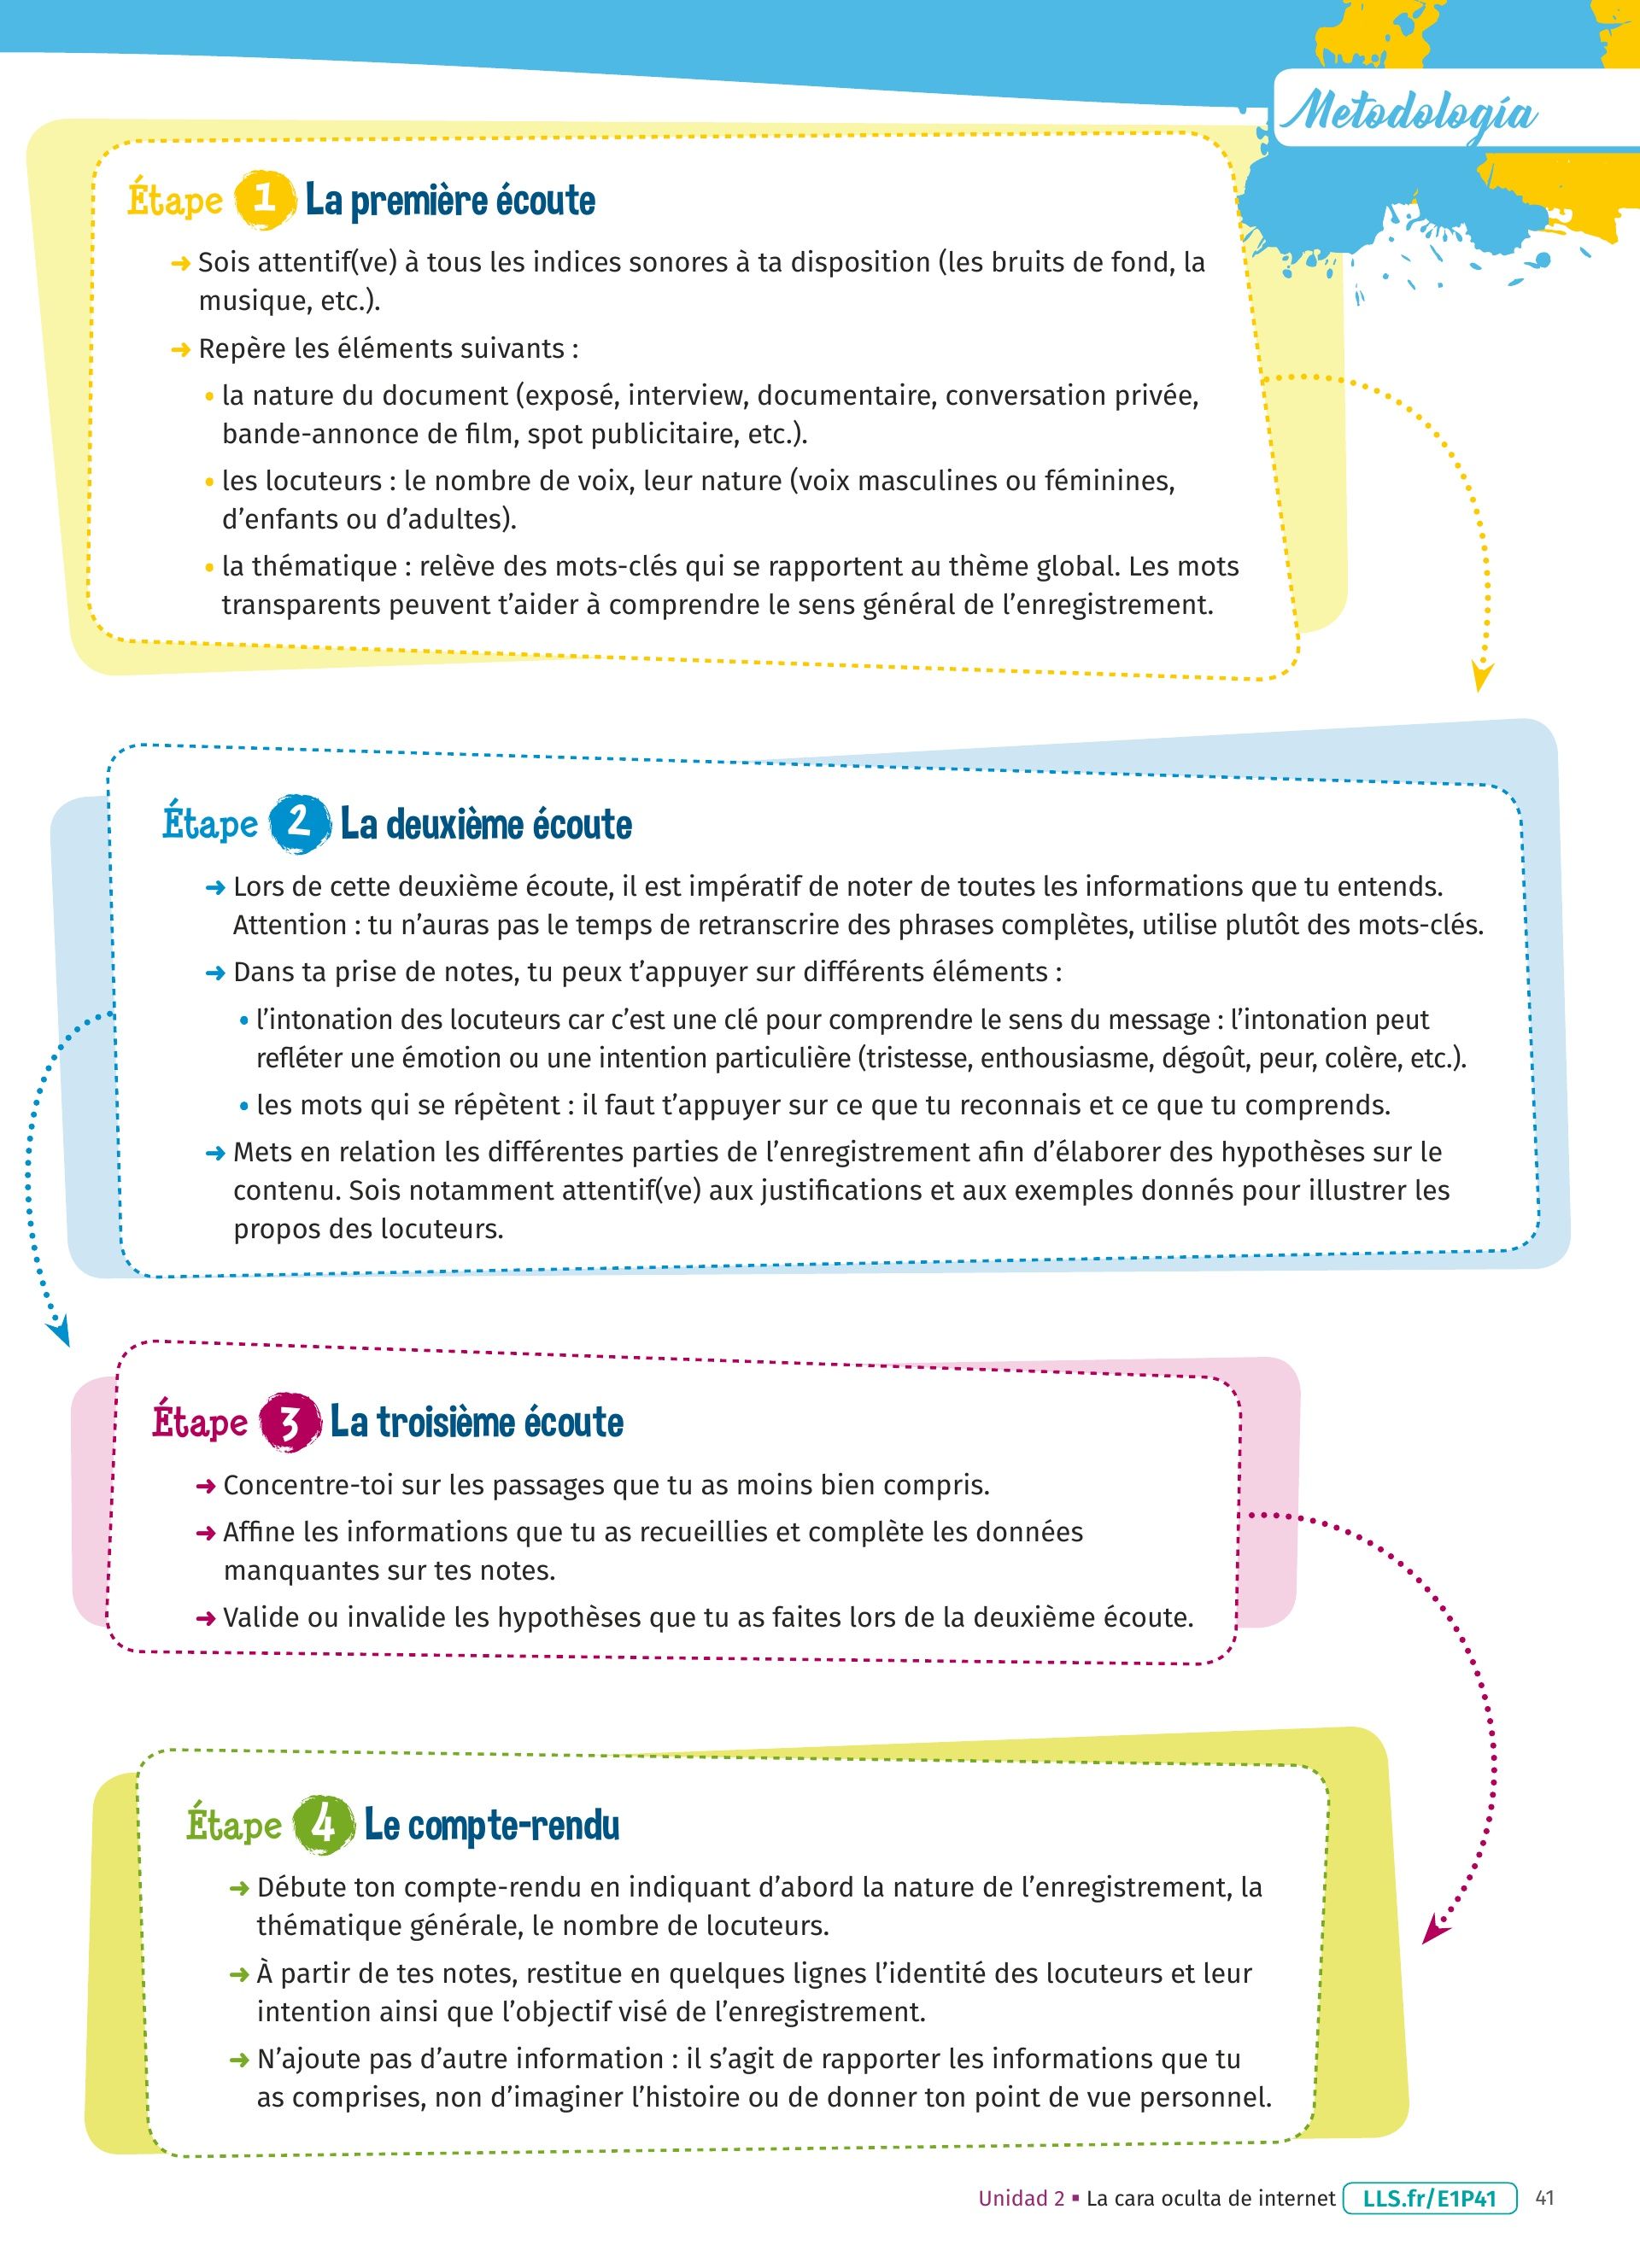 Metodología
Étape 1 La première écoute
➜ Sois attentif(ve) à tous les indices sonores à ta disposition (les bruits de fond, la
musique, etc.).
➜ Repère les éléments suivants :
• la nature du document (exposé, interview, documentaire, conversation privée,
bande-annonce de film, spot publicitaire, etc.).
• les locuteurs : le nombre de voix, leur nature (voix masculines ou féminines,
d’enfants ou d’adultes).
• la thématique : relève des mots-clés qui se rapportent au thème global. Les mots
transparents peuvent t’aider à comprendre le sens général de l’enregistrement.
Étape 2 La deuxième écoute
➜ Lors de cette deuxième écoute, il est impératif de noter de toutes les informations que tu entends.
Attention : tu n’auras pas le temps de retranscrire des phrases complètes, utilise plutôt des mots-clés.
➜ Dans ta prise de notes, tu peux t’appuyer sur différents éléments :
• l’intonation des locuteurs car c’est une clé pour comprendre le sens du message : l’intonation peut
refléter une émotion ou une intention particulière (tristesse, enthousiasme, dégoût, peur, colère, etc.).
• les mots qui se répètent : il faut t’appuyer sur ce que tu reconnais et ce que tu comprends.
➜ Mets en relation les différentes parties de l’enregistrement afin d’élaborer des hypothèses sur le
contenu. Sois notamment attentif(ve) aux justifications et aux exemples donnés pour illustrer les
propos des locuteurs.
Étape 3 La troisième écoute
➜ Concentre-toi sur les passages que tu as moins bien compris.
➜ Affine les informations que tu as recueillies et complète les données
manquantes sur tes notes.
➜ Valide ou invalide les hypothèses que tu as faites lors de la deuxième écoute.
Étape 4 Le compte-rendu
➜ Débute ton compte-rendu en indiquant d’abord la nature de l’enregistrement, la
thématique générale, le nombre de locuteurs.
➜ À partir de tes notes, restitue en quelques lignes l’identité des locuteurs et leur
intention ainsi que l’objectif visé de l’enregistrement.
➜ N’ajoute pas d’autre information : il s’agit de rapporter les informations que tu
as comprises, non d’imaginer l’histoire ou de donner ton point de vue personnel.
Unidad 2 ▪ La cara oculta de internet LLS.fr/E1P41 41